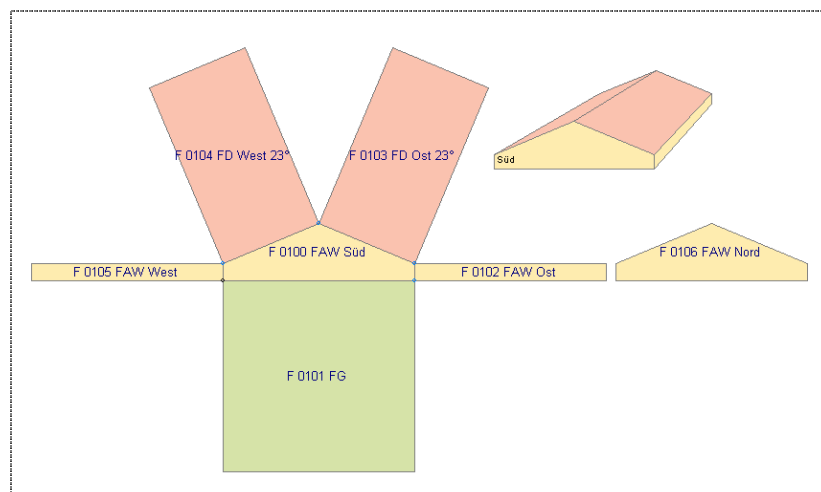 F 0104 FD West 23°
F 0103 FD Ost 23°
Süd
F 0100 FAW Süd
F 0106 FAW Nord
F 0105 FAW West
F 0102 FAW Ost
F 0101 FG